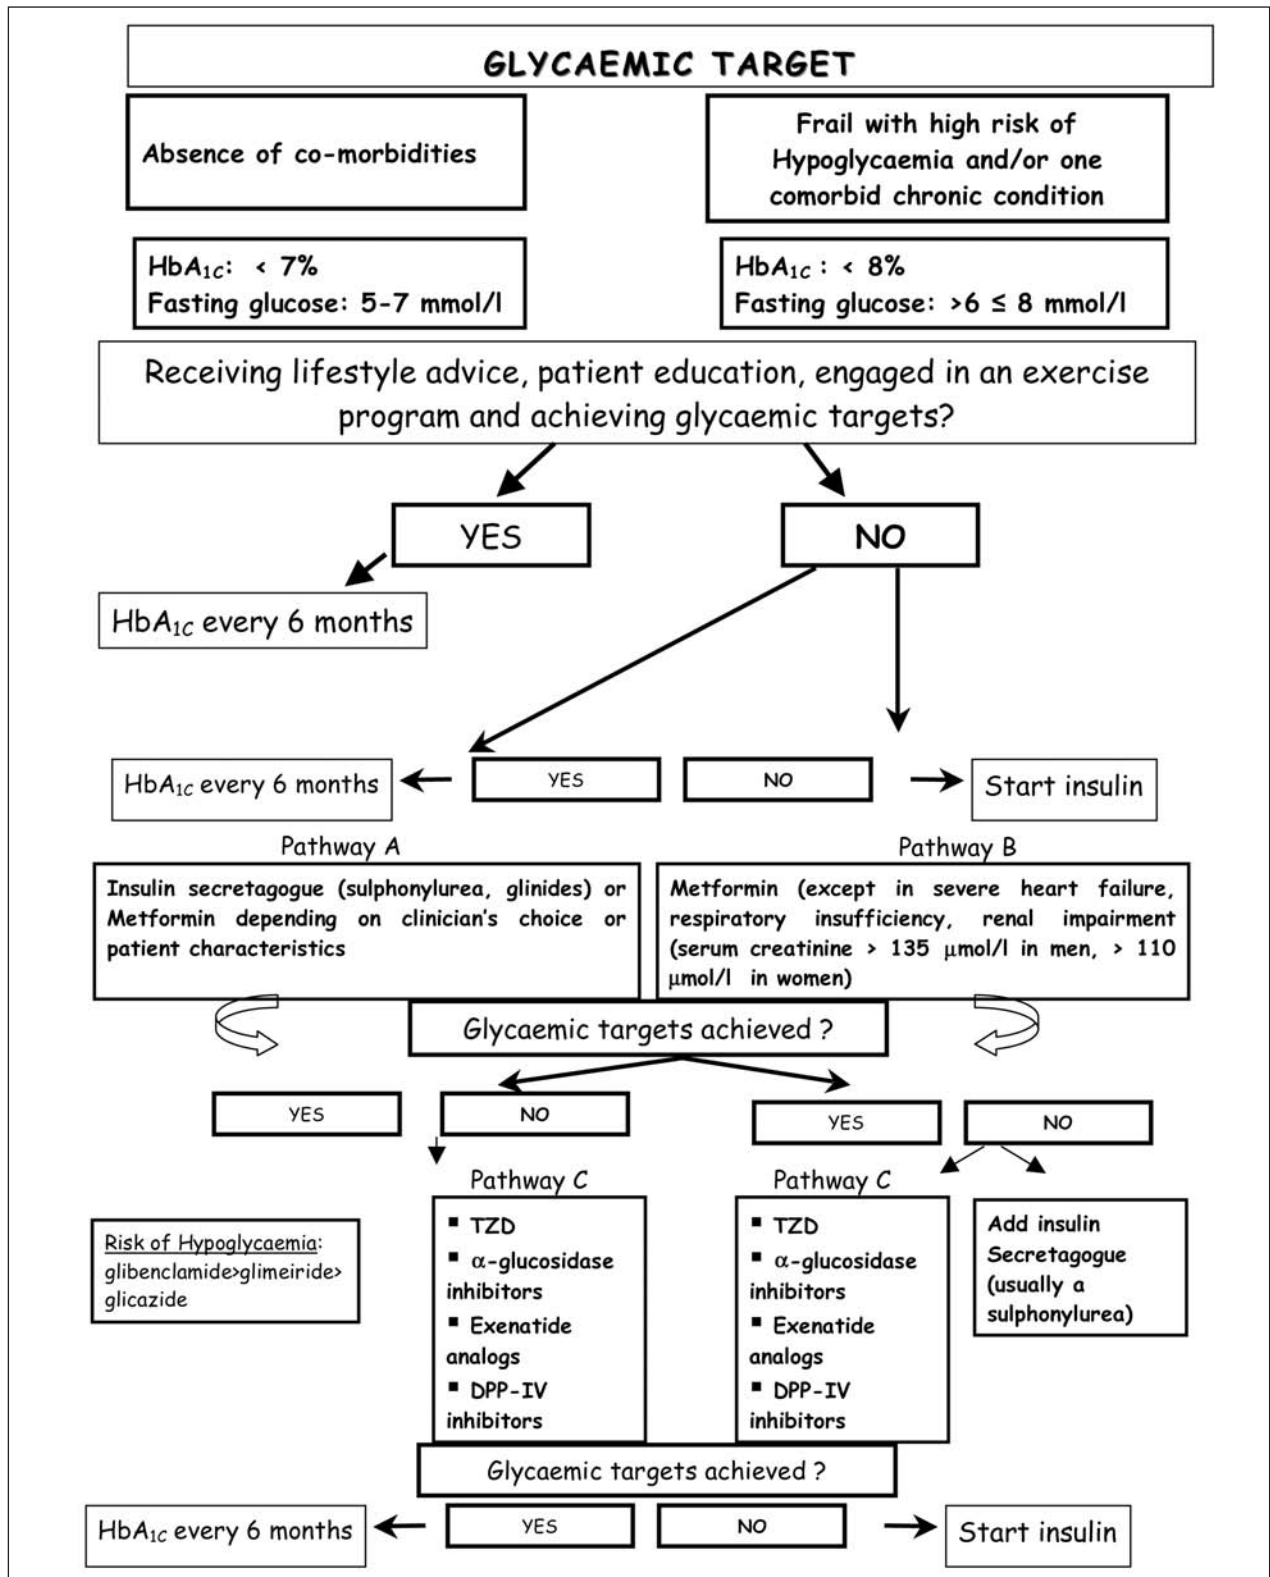 GLYCAEMIC TARGET
Absence of co-morbidities
Frail with high risk of
Hypoglycaemia and/or one
comorbid chronic condition
HbA1C: < 7%
Fasting glucose: 5-7 mmol/l
HbA1C : < 8%
Fasting glucose: >6 ≤ 8 mmol/l
Receiving lifestyle advice, patient education, engaged in an exercise
program and achieving glycaemic targets?
YES
NO
HbA1C every 6 months
HbA1C every 6 months
YES
NO
Start insulin
Pathway A
Insulin secretagogue (sulphonylurea, glinides) or
Metformin depending on clinician's choice or
patient characteristics
Pathway B
Metformin (except in severe heart failure,
respiratory insufficiency, renal impairment
(serum creatinine > 135 μmol/l in men, > 110
μmol/l in women)
Glycaemic targets achieved ?
YES
NO
YES
NO
Risk of Hypoglycaemia:
glibenclamide>glimeiride>
glicazide
Pathway C
▪ TZD
▪ α-glucosidase
inhibitors
▪ Exenatide
analogs
▪ DPP-IV
inhibitors
Pathway C
▪ TZD
▪ α-glucosidase
inhibitors
▪ Exenatide
analogs
▪ DPP-IV
inhibitors
Add insulin
Secretagogue
(usually a
sulphonylurea)
Glycaemic targets achieved ?
HbA1C every 6 months
YES
NO
Start insulin